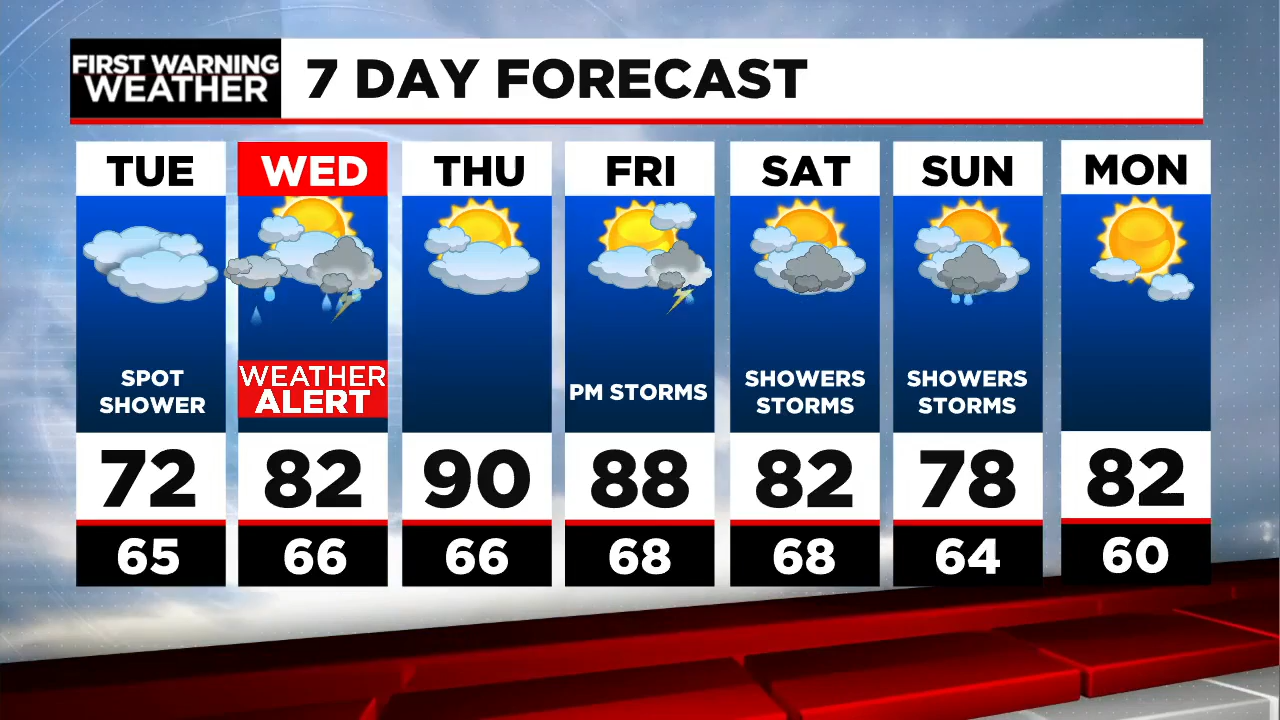 FIRST WARNING
WEATHER
7 DAY FORECAST
TUE
SPOT
SHOWER
72
65
WED
WEATHER
ALERT
82
66
THU
90
66
FRI
PM STORMS
88
68
SAT
SHOWERS
STORMS
82
68
SUN
SHOWERS
STORMS
78
64
MON
82
60